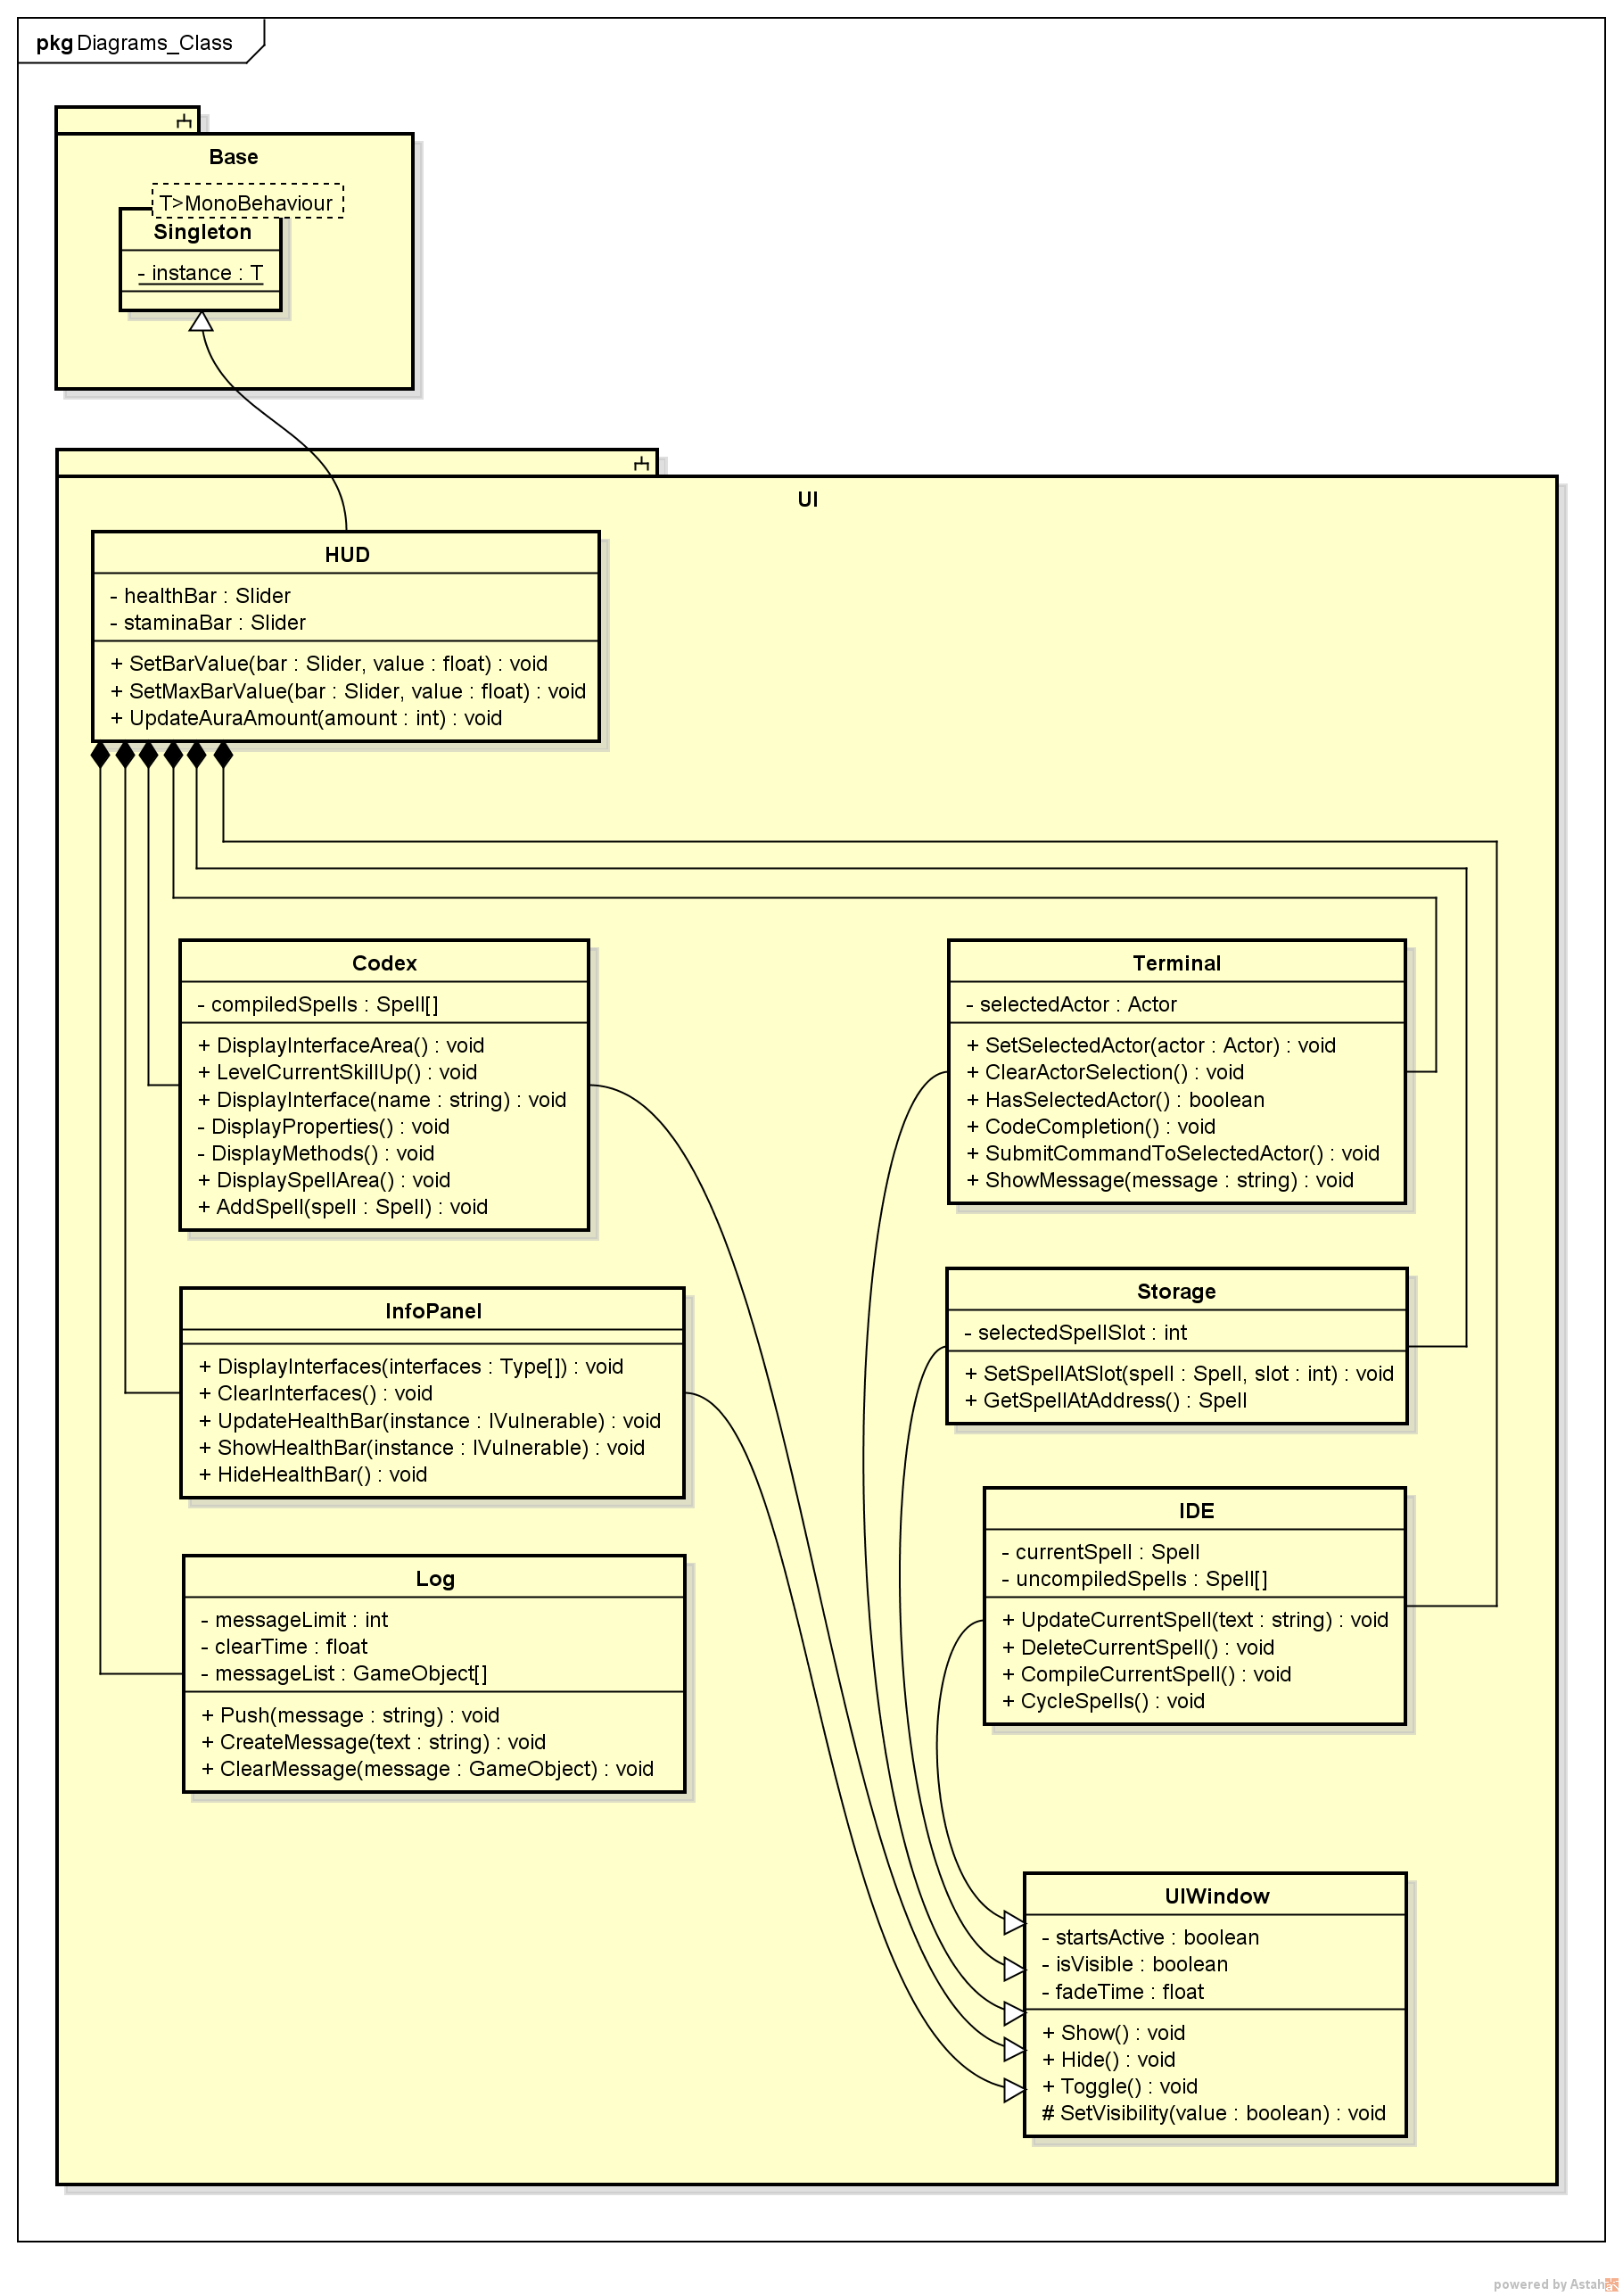 pkg Diagrams_Class
Base
T>MonoBehaviour
Singleton
- instance : T
UI
HUD
- healthBar : Slider
- staminaBar : Slider
+ SetBarValue(bar : Slider, value : float) : void
+ SetMaxBarValue(bar : Slider, value : float) : void
+ UpdateAuraAmount(amount : int) : void
Codex
- compiledSpells : Spell[]
+ DisplayInterfaceArea() : void
+ LevelCurrentSkillUp() : void
+ DisplayInterface(name : string) : void
- DisplayProperties() : void
- DisplayMethods() : void
+ DisplaySpellArea() : void
+ AddSpell(spell : Spell) : void
Terminal
- selectedActor : Actor
+ SetSelectedActor(actor : Actor) : void
+ ClearActorSelection() : void
+ HasSelectedActor() : boolean
+ CodeCompletion() : void
+ SubmitCommandToSelectedActor() : void
+ ShowMessage(message : string) : void
InfoPanel
+ DisplayInterfaces(interfaces : Type[]) : void
+ ClearInterfaces() : void
+ UpdateHealthBar(instance : IVulnerable) : void
+ ShowHealthBar(instance : IVulnerable) : void
+ HideHealthBar() : void
Storage
- selectedSpellSlot : int
+ SetSpellAtSlot(spell : Spell, slot : int) : void
+ GetSpellAtAddress() : Spell
IDE
- currentSpell : Spell
- uncompiledSpells : Spell[]
+ UpdateCurrentSpell(text : string) : void
+ DeleteCurrentSpell() : void
+ CompileCurrentSpell() : void
+ CycleSpells() : void
Log
- messageLimit : int
- clearTime : float
- messageList : GameObject[]
+ Push(message : string) : void
+ CreateMessage(text : string) : void
+ ClearMessage(message : GameObject) : void
UIWindow
- startsActive : boolean
- isVisible : boolean
- fadeTime : float
+ Show() : void
+ Hide() : void
+ Toggle() : void
# SetVisibility(value : boolean) : void
powered by Astah